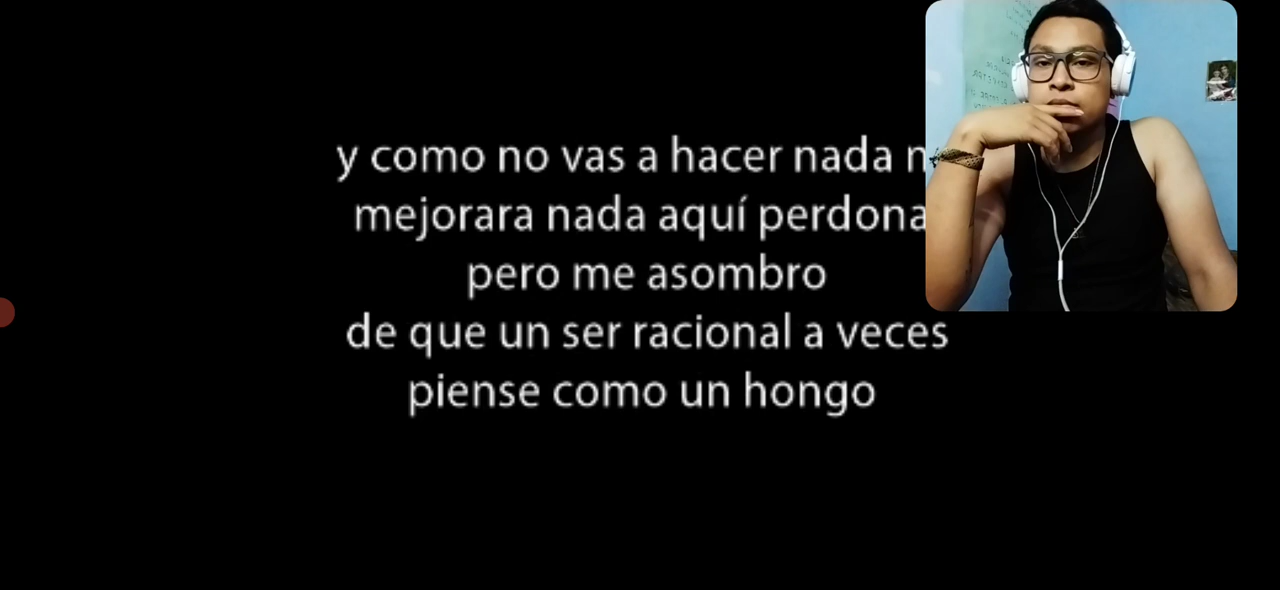 y como no vas a hacer nada
mejorara nada aquí perdona
pero me asombro
de que un ser racional a veces
piense como un hongo